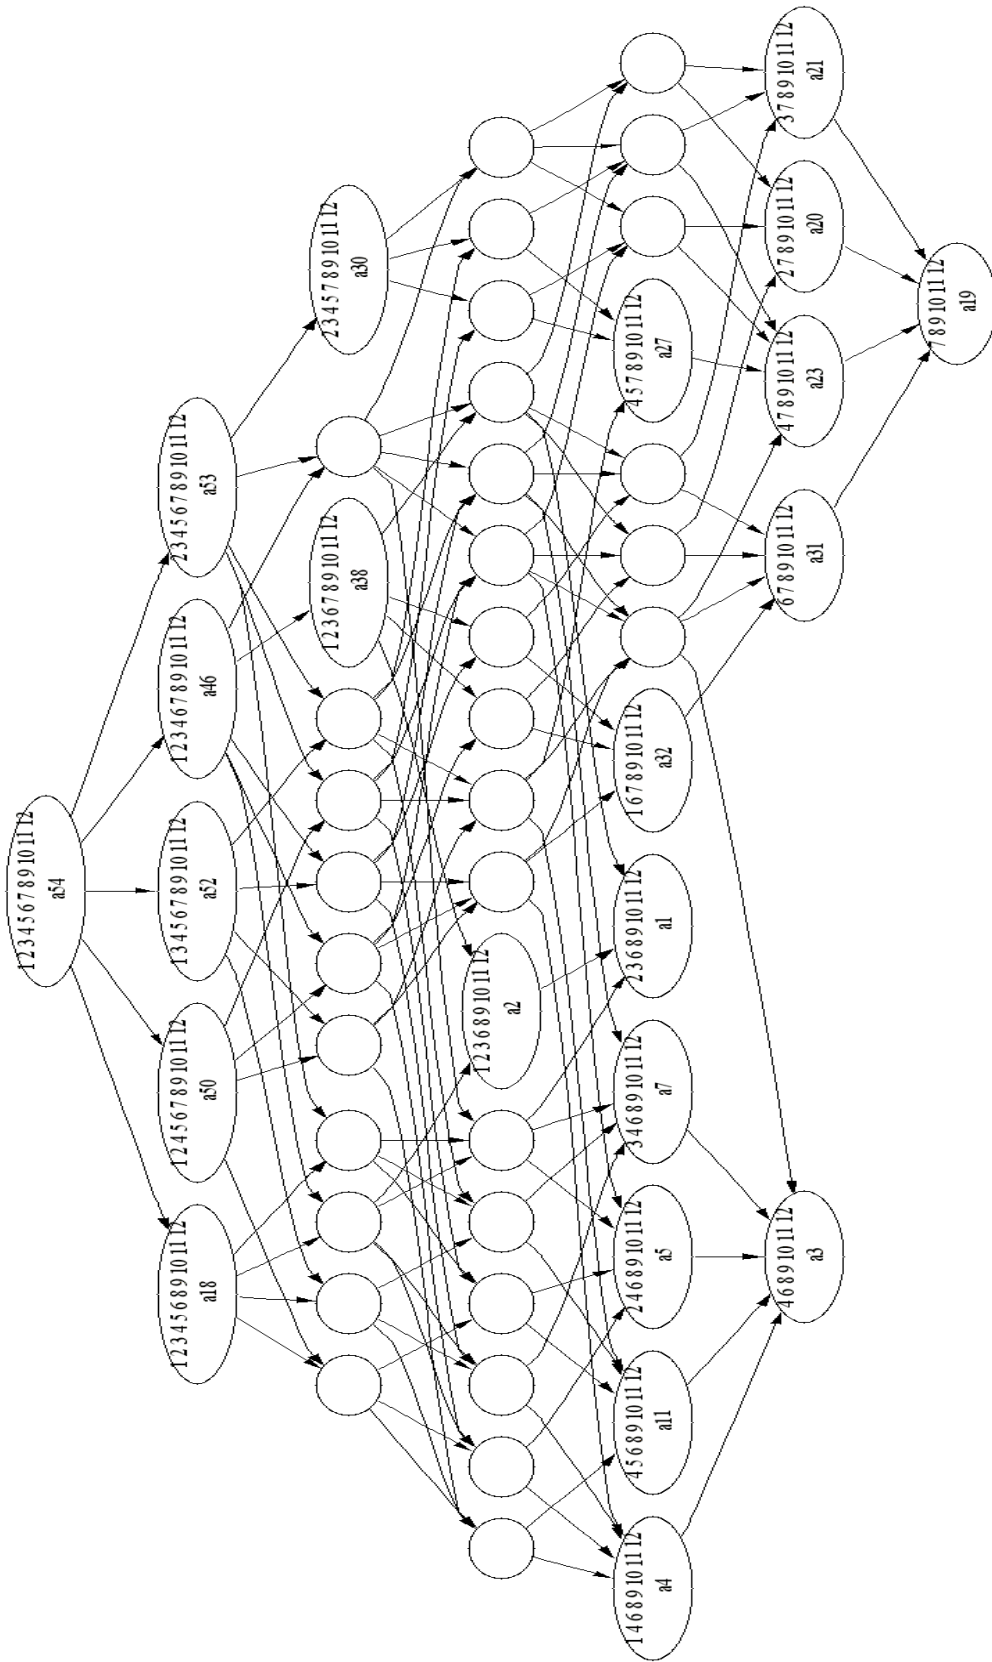 1 2 3 4 5 6 7 8 9 10 11 12
a54
1 2 3 4 5 6 8 9 10 11 12
a18
1 2 4 5 6 7 8 9 10 11 12
a50
1 3 4 5 6 7 8 9 10 11 12
a52
1 2 3 4 6 7 8 9 10 11 12
a46
2 3 4 5 6 7 8 9 10 11 12
a53
1 2 3 6 7 8 9 10 11 12
a38
2 3 4 5 7 8 9 10 11 12
a30
1 2 3 6 8 9 10 11 12
a2
1 4 6 8 9 10 11 12
a4
4 5 6 8 9 10 11 12
a11
2 4 6 8 9 10 11 12
a5
3 4 6 8 9 10 11 12
a7
2 3 6 8 9 10 11 12
a1
1 6 7 8 9 10 11 12
a32
4 5 7 8 9 10 11 12
a27
4 6 8 9 10 11 12
a3
6 7 8 9 10 11 12
a31
4 7 8 9 10 11 12
a23
2 7 8 9 10 11 12
a20
3 7 8 9 10 11 12
a21
7 8 9 10 11 12
a19